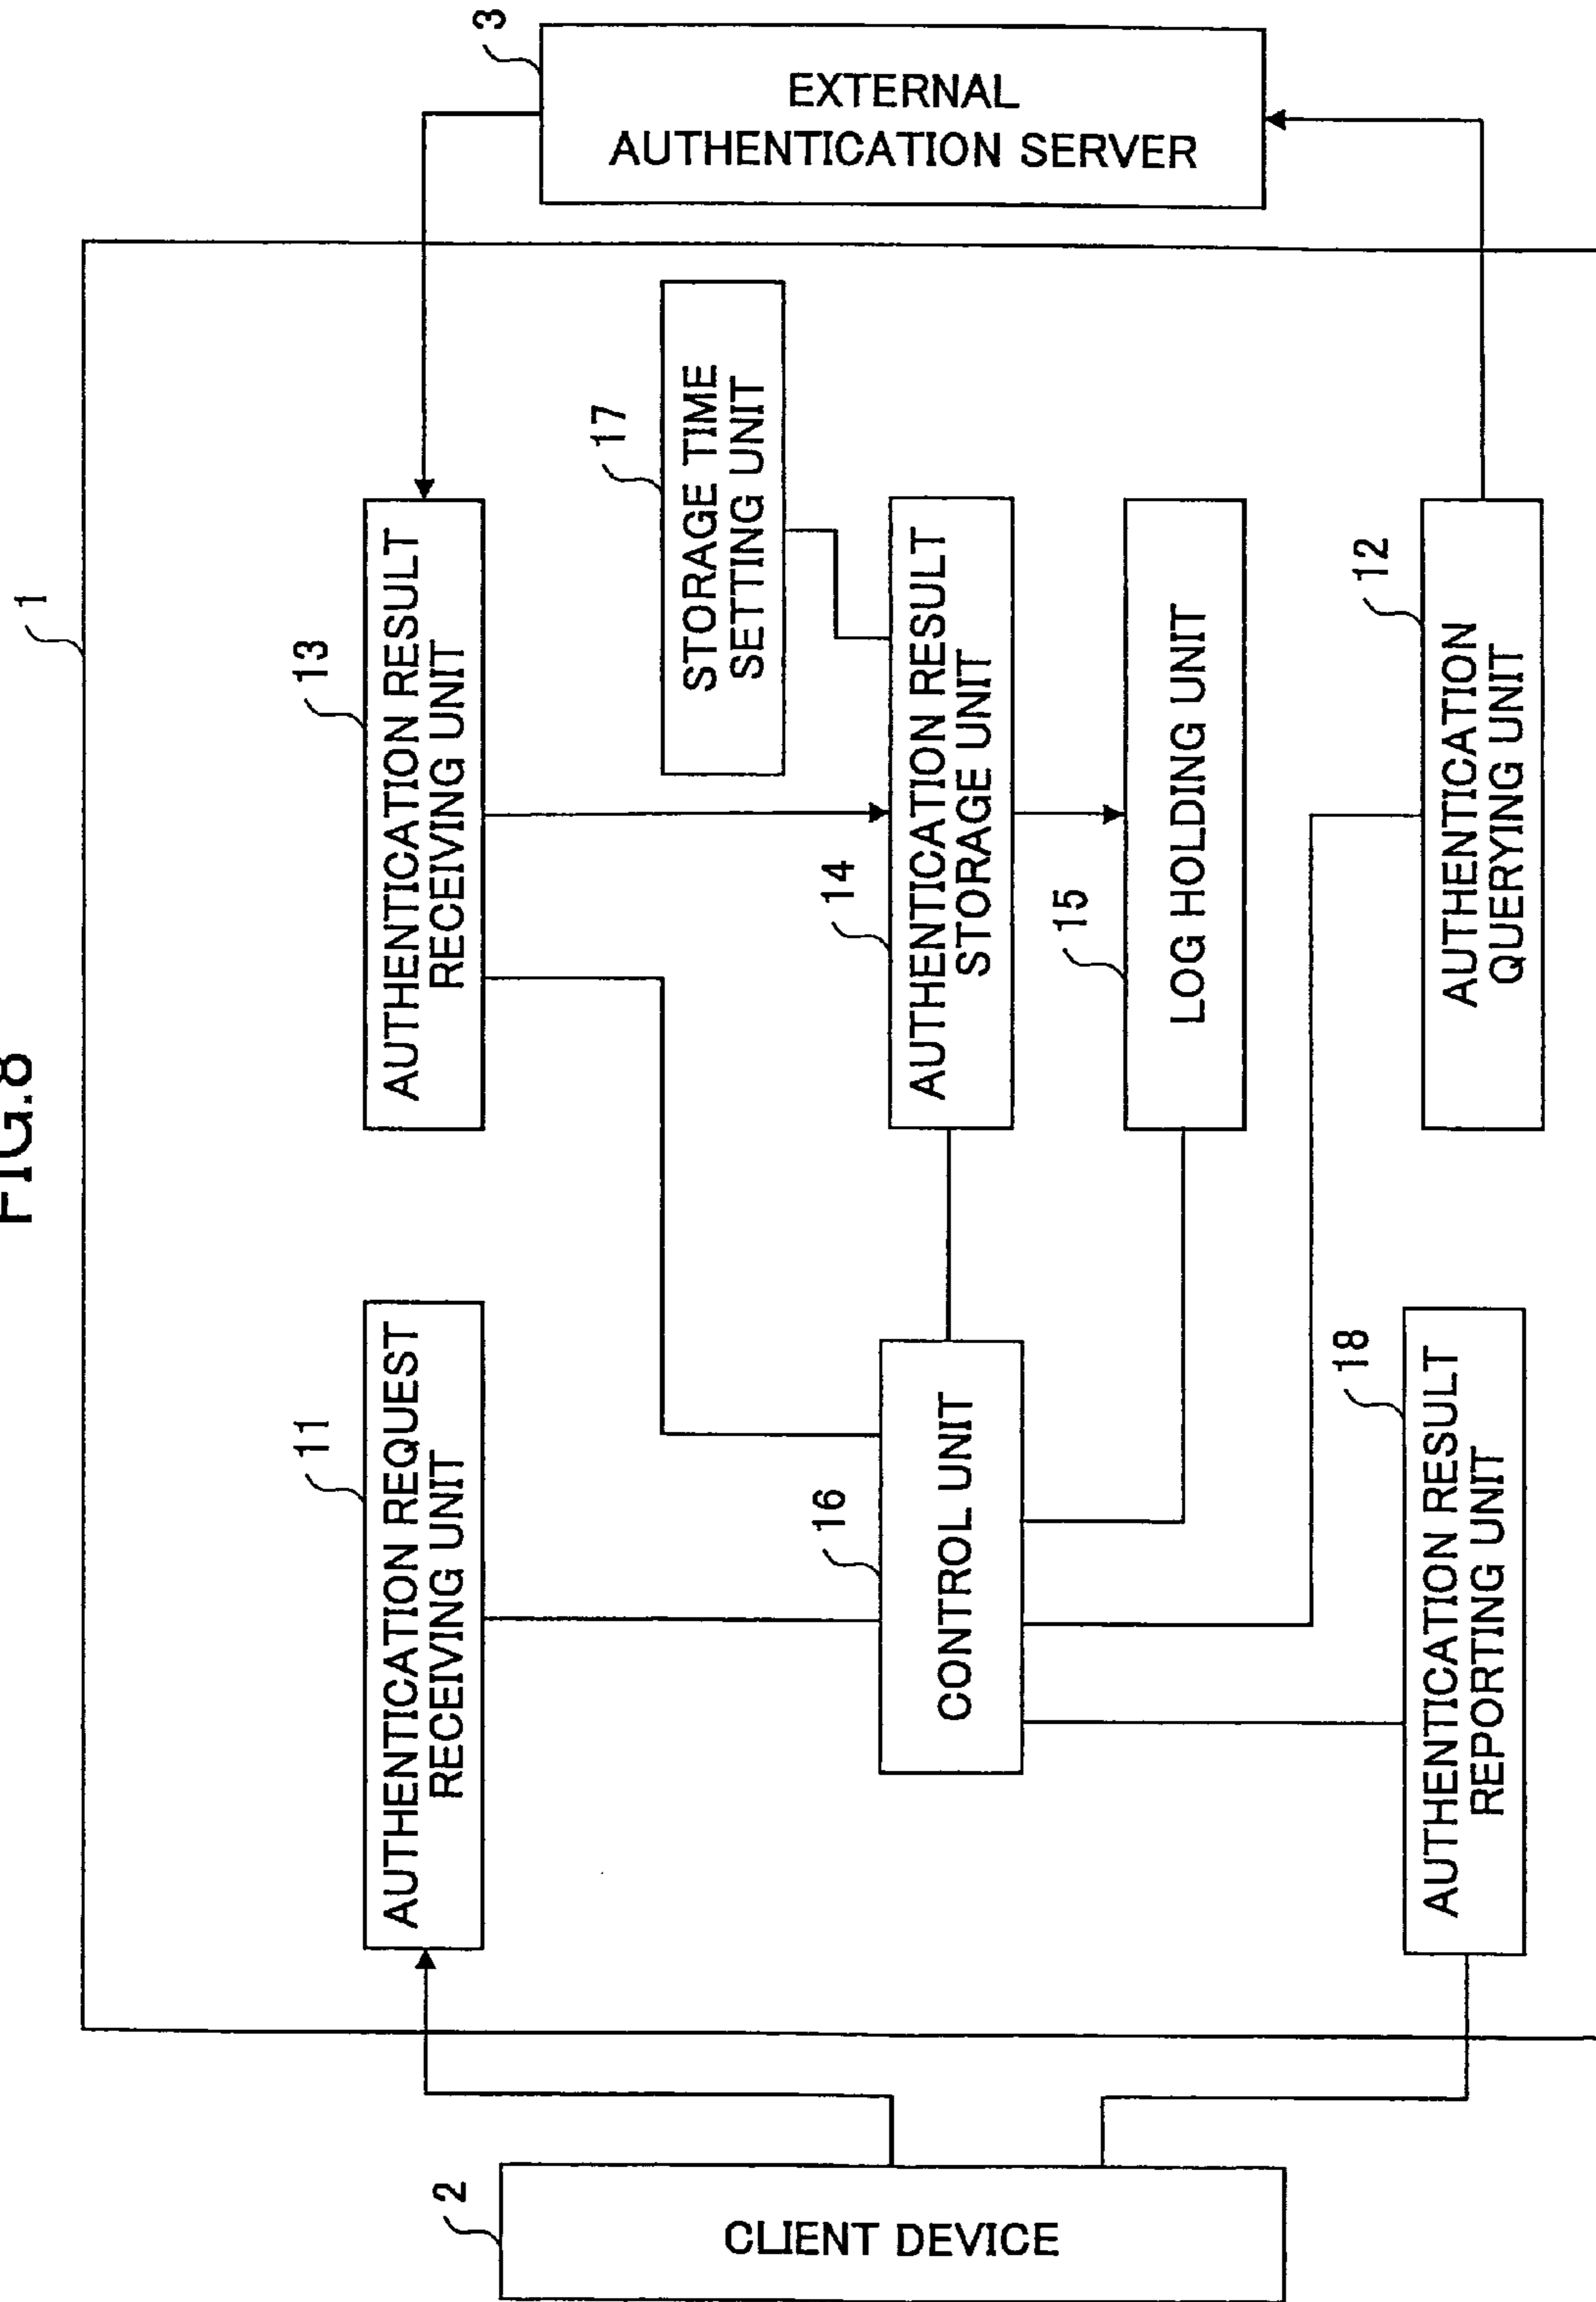 FIG.8
1
2
CLIENT DEVICE
11
AUTHENTICATION REQUEST
RECEIVING UNIT
13
AUTHENTICATION RESULT
RECEIVING UNIT
3
EXTERNAL
AUTHENTICATION SERVER
17
STORAGE TIME
SETTING UNIT
16
CONTROL UNIT
14
AUTHENTICATION RESULT
STORAGE UNIT
15
LOG HOLDING UNIT
18
AUTHENTICATION RESULT
REPORTING UNIT
12
AUTHENTICATION
QUERYING UNIT